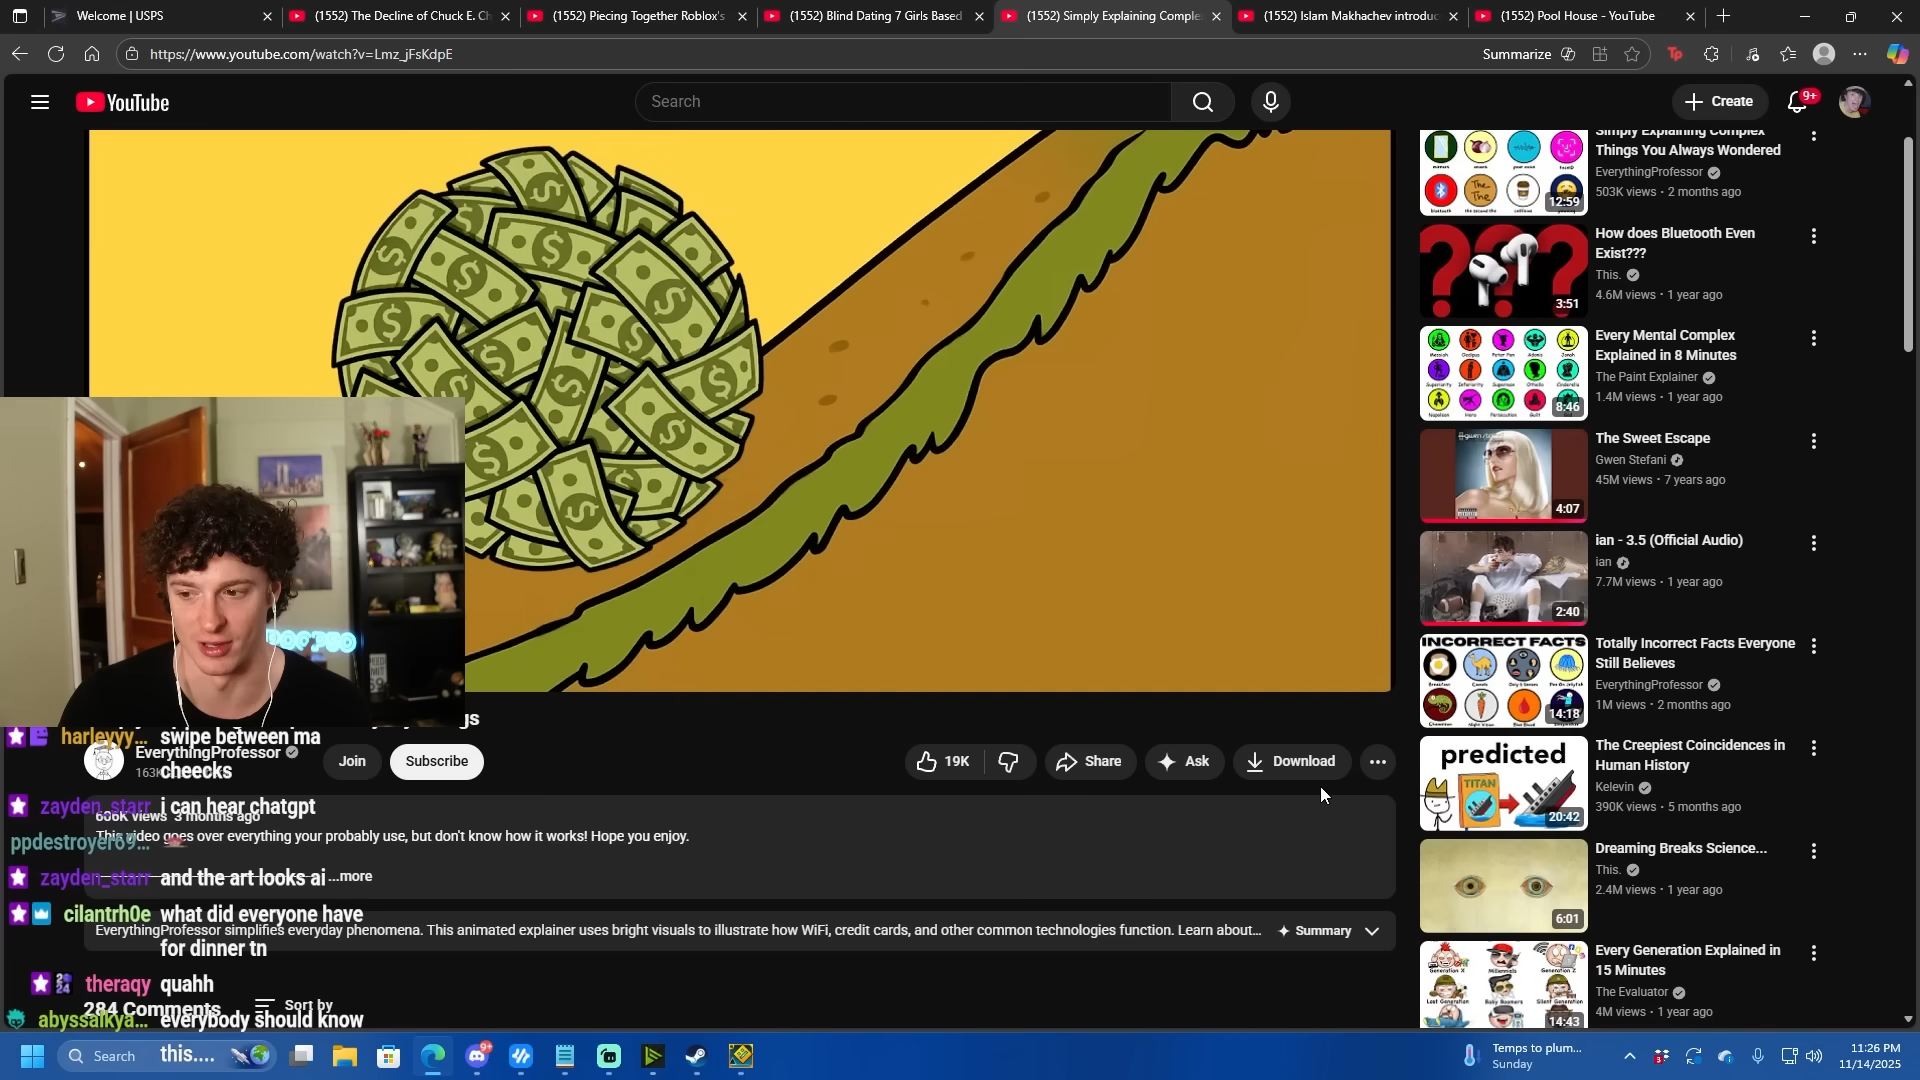 Welcome | USPS
(1552) The Decline of Chuck E. Ch
(1552) Piecing Together Roblox's
(1552) Blind Dating 7 Girls Based
(1552) Simply Explaining Comple
(1552) Islam Makhachev introduc
(1552) Pool House - YouTube
https://www.youtube.com/watch?v=Lmz_jFsKdpE
Summarize
YouTube
Search
Create
9+
Simply Explaining Complex
Things You Always Wondered
EverythingProfessor
503K views • 2 months ago
12:59
How does Bluetooth Even
Exist???
This.
4.6M views • 1 year ago
3:51
Every Mental Complex
Explained in 8 Minutes
The Paint Explainer
1.4M views • 1 year ago
8:46
The Sweet Escape
Gwen Stefani
45M views • 7 years ago
4:07
ian - 3.5 (Official Audio)
ian
7.7M views • 1 year ago
2:40
INCORRECT FACTS
Totally Incorrect Facts Everyone
Still Believes
EverythingProfessor
1M views • 2 months ago
14:18
predicted
TITAN
The Creepiest Coincidences in
Human History
Kelevin
390K views • 5 months ago
20:42
Dreaming Breaks Science...
This.
2.4M views • 1 year ago
6:01
Every Generation Explained in
15 Minutes
The Evaluator
4M views • 1 year ago
14:43
gs
EverythingProfessor
163K
Join
Subscribe
19K
Share
Ask
Download
666K views 3 months ago
This video goes over everything your probably use, but don't know how it works! Hope you enjoy.
...more
EverythingProfessor simplifies everyday phenomena. This animated explainer uses bright visuals to illustrate how WiFi, credit cards, and other common technologies function. Learn about...
Summary
284 Comments
Sort by
harleyyy... swipe between ma
cheecks
zayden_starr i can hear chatgpt
ppdestroyer69...
zayden_starr and the art looks ai
cilantrh0e what did everyone have
for dinner tn
theraqy quahh
abyssalkya... everybody should know
this....
Search
9+
Temps to plum...
Sunday
11:26 PM
11/14/2025